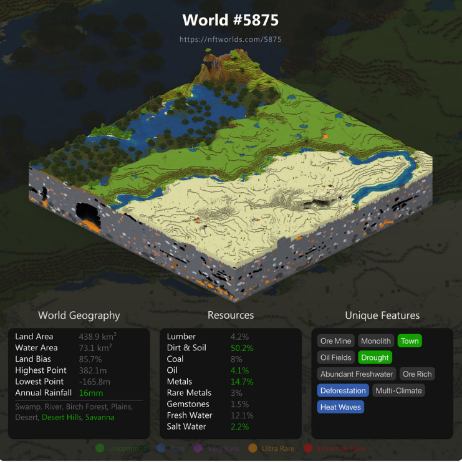 World #5875
https://nftworlds.com/5875
World Geography
Land Area 438.9 km²
Water Area 73.1 km²
Land Bias 85.7%
Highest Point 382.1m
Lowest Point -165.8m
Annual Rainfall 16mm
Swamp, River, Birch Forest, Plains,
Desert, Desert Hills, Savanna
Resources
Lumber 4.2%
Dirt & Soil 50.2%
Coal 8%
Oil 4.1%
Metals 14.7%
Rare Metals 3%
Gemstones 1.5%
Fresh Water 12.1%
Salt Water 2.2%
Unique Features
Ore Mine Monolith Town
Oil Fields Drought
Abundant Freshwater Ore Rich
Deforestation Multi-Climate
Heat Waves
Ultra Rare